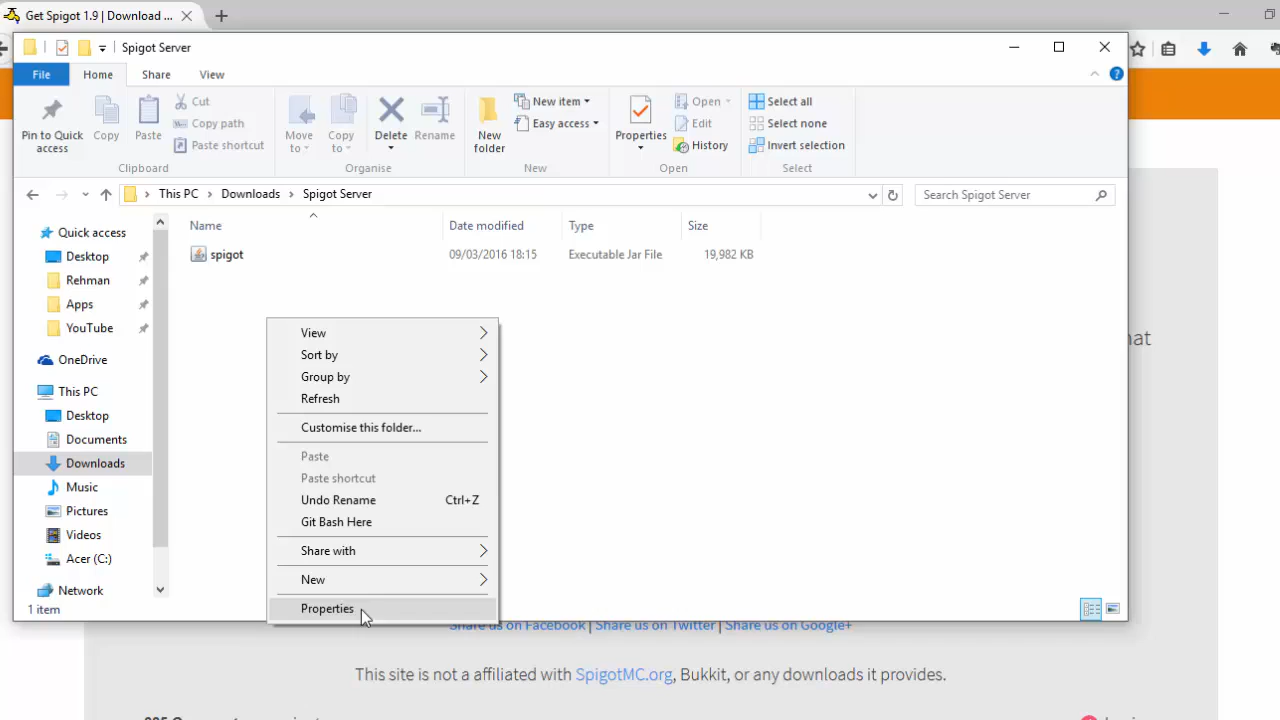 Get Spigot 1.9 | Download ...
Spigot Server
File Home Share View
Pin to Quick access
Copy
Paste
Cut
Copy path
Paste shortcut
Clipboard
Move to
Copy to
Delete
Rename
Organise
New folder
New item
Easy access
New
Properties
Open
Edit
History
Open
Select all
Select none
Invert selection
Select
This PC Downloads Spigot Server
Search Spigot Server
Name Date modified Type Size
spigot 09/03/2016 18:15 Executable Jar File 19,982 KB
Quick access
Desktop
Rehman
Apps
YouTube
OneDrive
This PC
Desktop
Documents
Downloads
Music
Pictures
Videos
Acer (C:)
Network
1 item
View
Sort by
Group by
Refresh
Customise this folder...
Paste
Paste shortcut
Undo Rename Ctrl+Z
Git Bash Here
Share with
New
Properties
Share us on Facebook | Share us on Twitter | Share us on Google+
This site is not a affiliated with SpigotMC.org, Bukkit, or any downloads it provides.